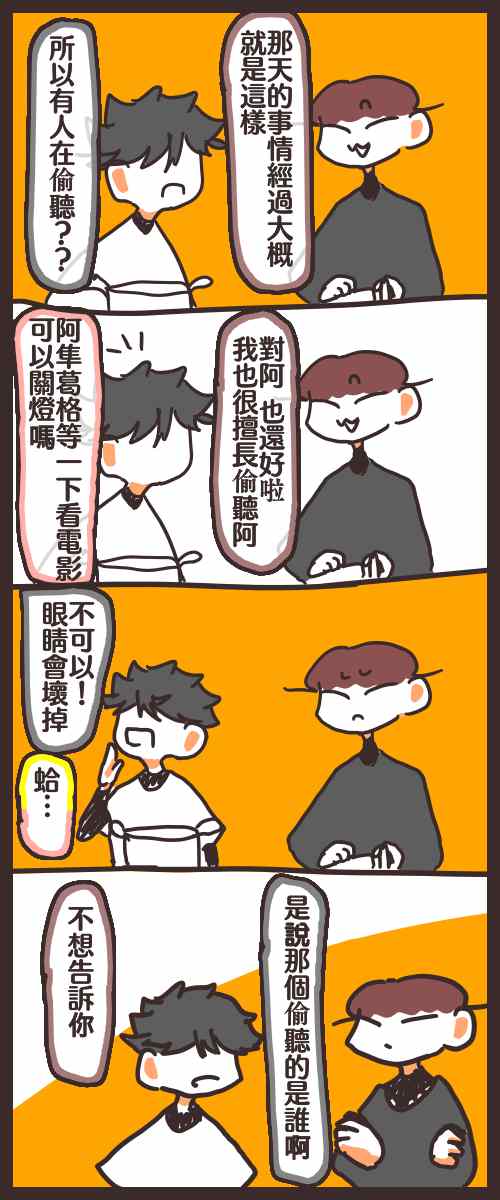 那天的事情經過大概
就是這樣
所以有人在偷聽？？
對阿 也還好啦
我也很擅長偷聽阿
阿隼葛格等一下看電影
可以關燈嗎
不可以！
眼睛會壞掉
蛤…
是說那個偷聽的是誰啊
不想告訴你